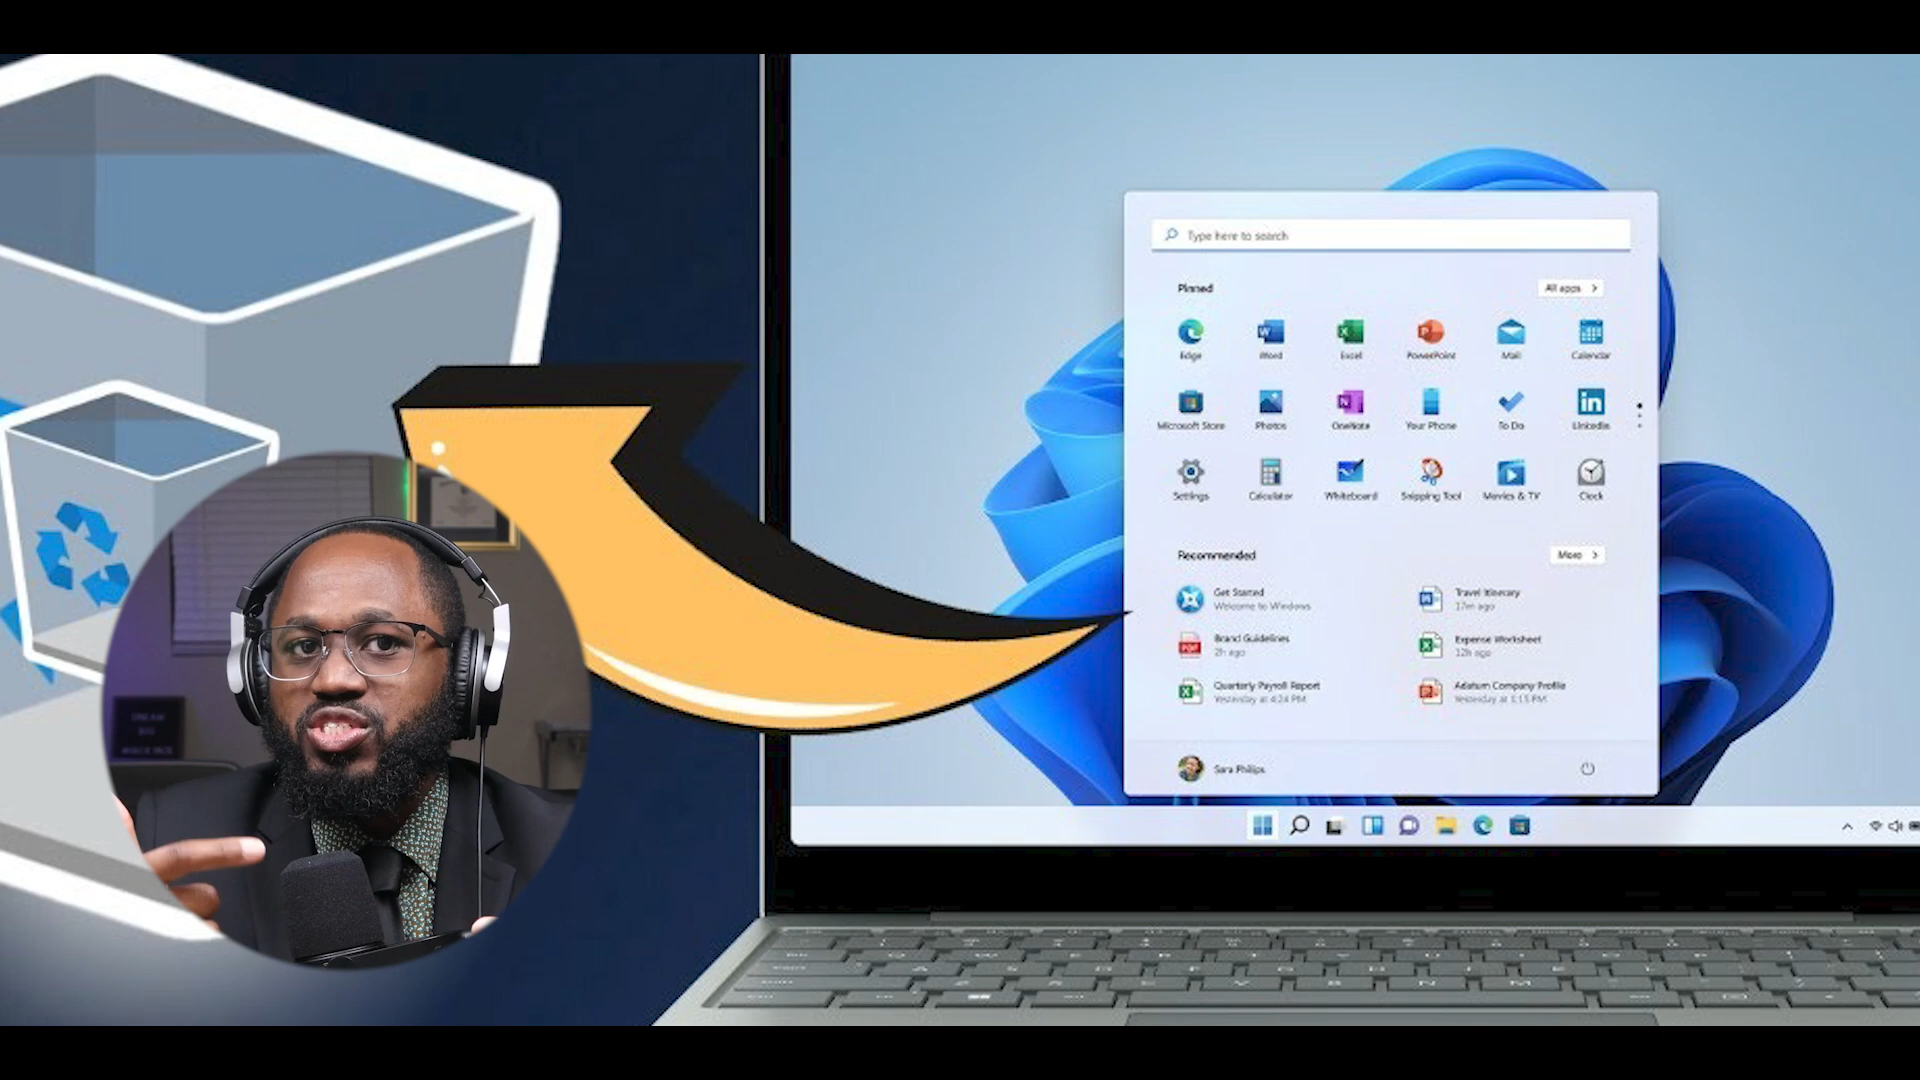 Type here to search
Pinned
All apps >
Edge
Word
Excel
PowerPoint
Mail
Calendar
Microsoft Store
Photos
OneNote
Your Phone
To Do
LinkedIn
Settings
Calculator
Whiteboard
Snipping Tool
Movies & TV
Clock
Recommended
More >
Get Started
Welcome to Windows
Travel Itinerary
17m ago
Brand Guidelines
2h ago
Expense Worksheet
12h ago
Quarterly Payroll Report
Yesterday at 4:24 PM
Adatum Company Profile
Yesterday at 1:15 PM
Sara Philips